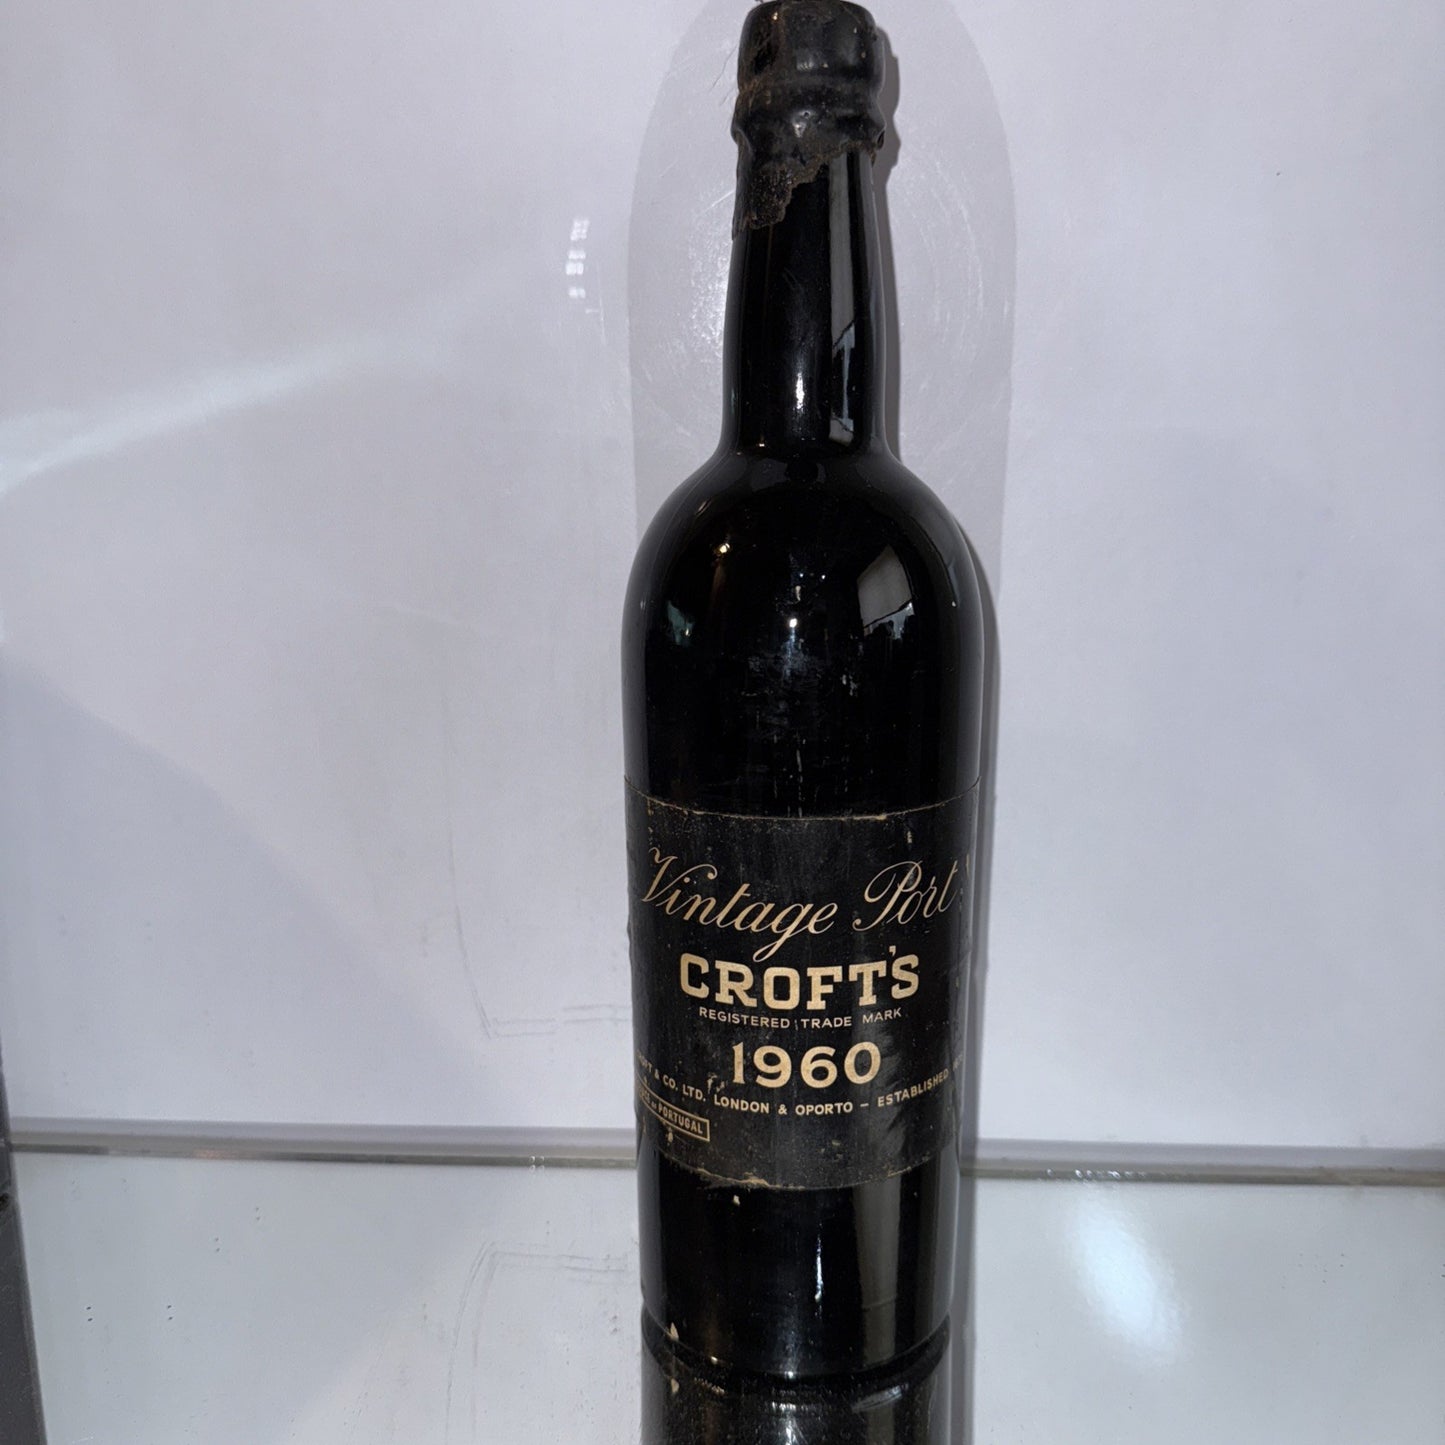 Vintage Port
CROFT'S
REGISTERED TRADE MARK
1960
& CO. LTD. LONDON & OPORTO - ESTABLISHED
PORTUGAL